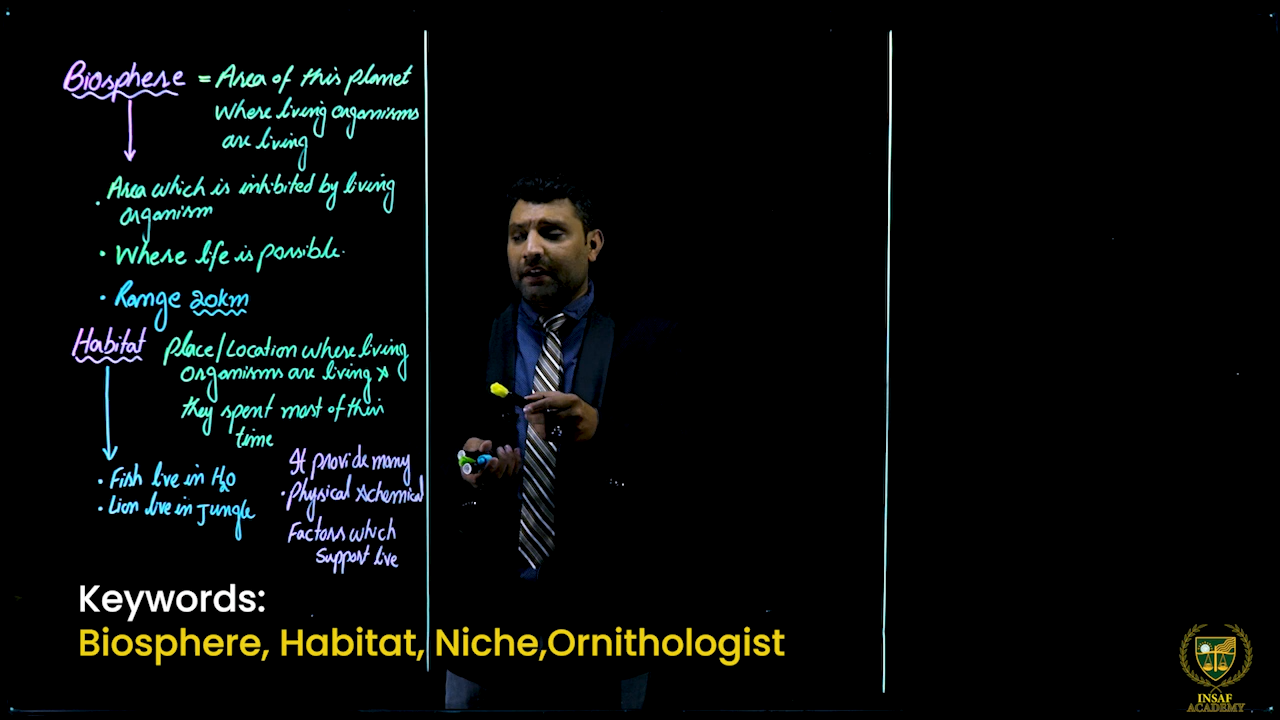 Biosphere = Area of this planet
where living organisms
are living
· Area which is inhibited by living
organism
· Where life is possible.
· Range 20km
Habitat Place/Location where living
organisms are living &
they spent most of their
time
· Fish live in H2O
· Lion live in Jungle
It provide many
· Physical & chemical
Factors which
Support live
Keywords:
Biosphere, Habitat, Niche,Ornithologist
INSAF
ACADEMY